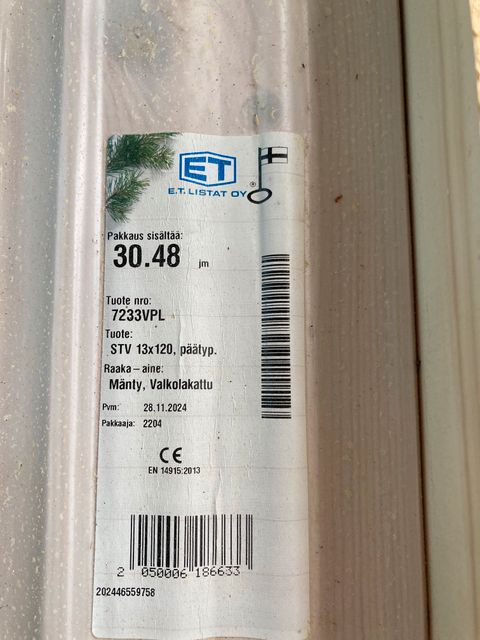 ET
E.T. LISTAT OY®
Pakkaus sisältää:
30.48 jm
Tuote nro:
7233VPL
Tuote:
STV 13x120, päätyp.
Raaka-aine:
Mänty, Valkolakattu
Pvm: 28.11.2024
Pakkaaja: 2204
CE
EN 14915:2013
2 050006 186633
202446559758